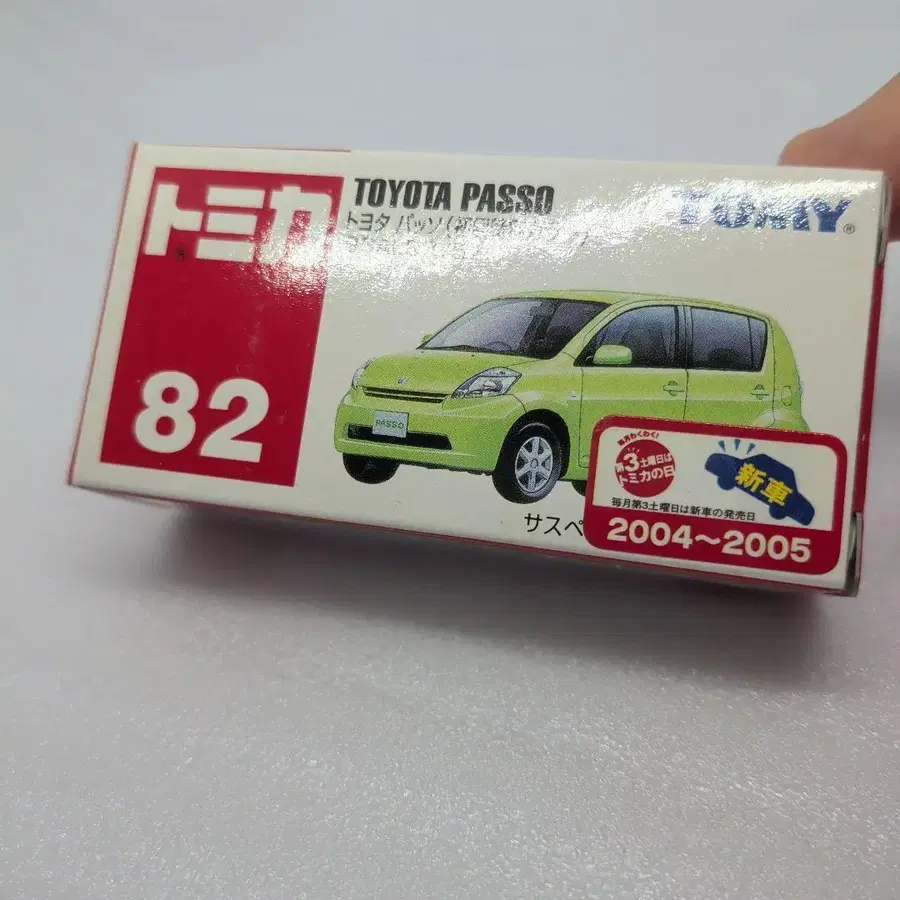 トミカ
82
TOYOTA PASSO
トヨタ パッソ
TOMY
PASSO
サスペ
毎月わくわく!
第3土曜日は
トミカの日
新車
毎月第3土曜日は新車の発売日
2004~2005